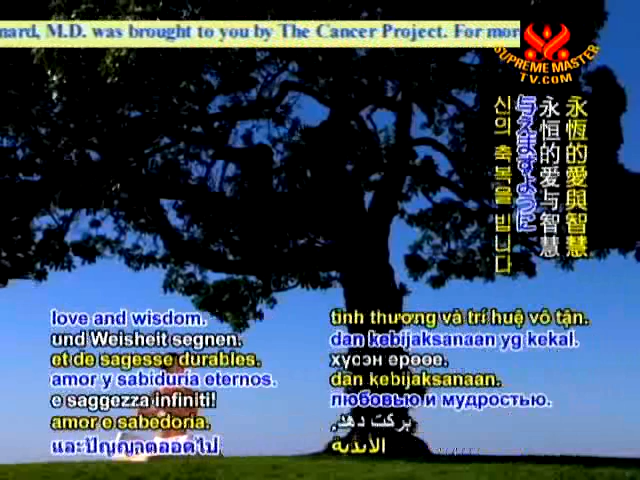 nard, M.D. was brought to you by The Cancer Project. For mor
SUPREME MASTER
TV.COM
永恆的愛與智慧
永恒的爱与智慧
与えますように
신의 축복을 빕니다
love and wisdom.
und Weisheit segnen.
et de sagesse durables.
amor y sabiduría eternos.
e saggezza infiniti!
amor e sabedoria.
และปัญญาตลอดไป
tình thương và trí huệ vô tận.
dan kebijaksanaan yg kekal.
хүсэн ерөөе.
dan kebijaksanaan.
любовью и мудростью.
برکت دهد.
الأبدية